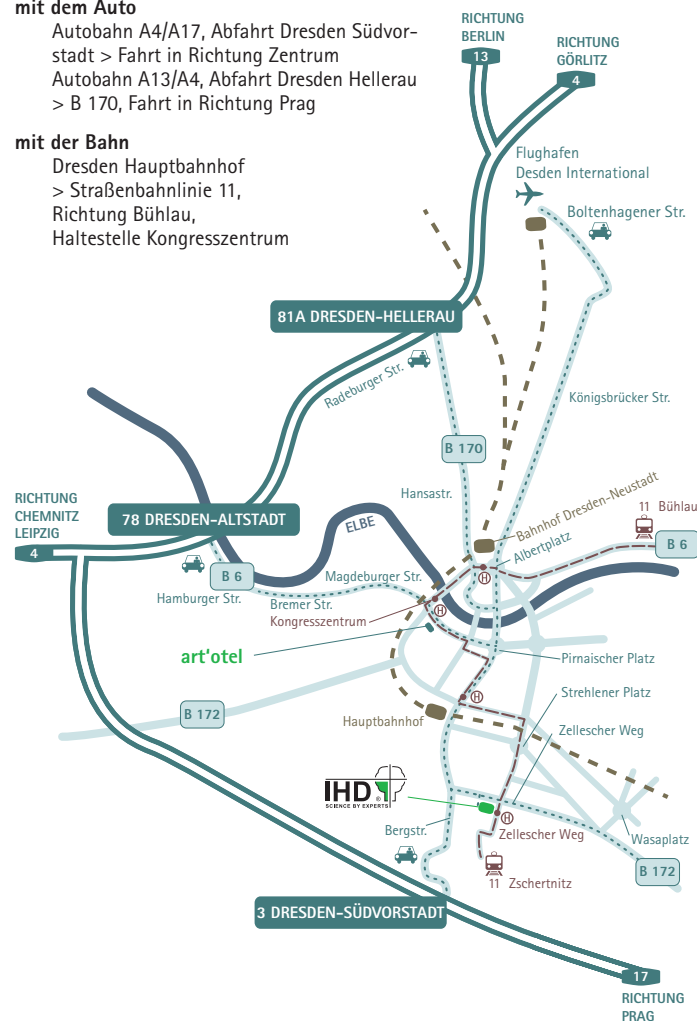 mit dem Auto
Autobahn A4/A17, Abfahrt Dresden Südvor-
stadt > Fahrt in Richtung Zentrum
Autobahn A13/A4, Abfahrt Dresden Hellerau
> B 170, Fahrt in Richtung Prag
mit der Bahn
Dresden Hauptbahnhof
> Straßenbahnlinie 11,
Richtung Bühlau,
Haltestelle Kongresszentrum
RICHTUNG
BERLIN
13
RICHTUNG
GÖRLITZ
4
Flughafen
Desden International
Boltenhagener Str.
81A DRESDEN-HELLERAU
Radeburger Str.
Königsbrücker Str.
B 170
Hansastr.
Bahnhof Dresden-Neustadt
11 Bühlau
RICHTUNG
CHEMNITZ
LEIPZIG
4
78 DRESDEN-ALTSTADT
ELBE
Albertplatz
B 6
B 6
Magdeburger Str.
Hamburger Str.
Bremer Str.
H
H
Kongresszentrum
art'otel
Pirnaischer Platz
Strehlener Platz
H
B 172
Hauptbahnhof
Zellescher Weg
IHD
®
SCIENCE BY EXPERTS
H
Bergstr.
Zellescher Weg
Wasaplatz
B 172
11 Zschertnitz
3 DRESDEN-SÜDVORSTADT
17
RICHTUNG
PRAG